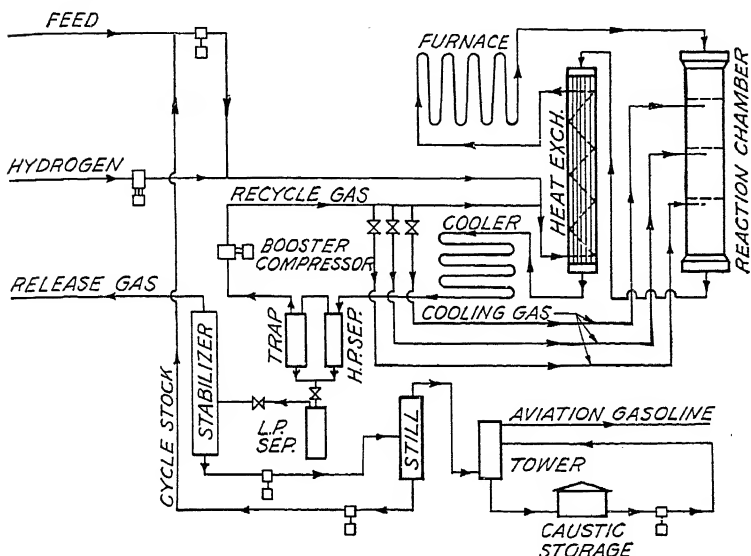 FEED
FURNACE
REACTION CHAMBER
HEAT EXCH.
HYDROGEN
RECYCLE GAS
COOLER
BOOSTER
COMPRESSOR
RELEASE GAS
TRAP
H.P. SEP.
COOLING GAS
STABILIZER
CYCLE STOCK
L.P.
SEP.
STILL
AVIATION GASOLINE
TOWER
CAUSTIC
STORAGE